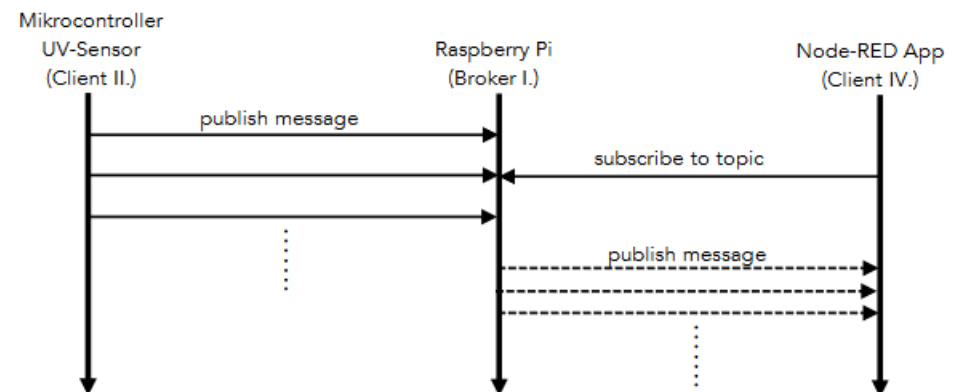 Mikrocontroller
UV-Sensor
(Client II.)
Raspberry Pi
(Broker I.)
Node-RED App
(Client IV.)
publish message
subscribe to topic
publish message